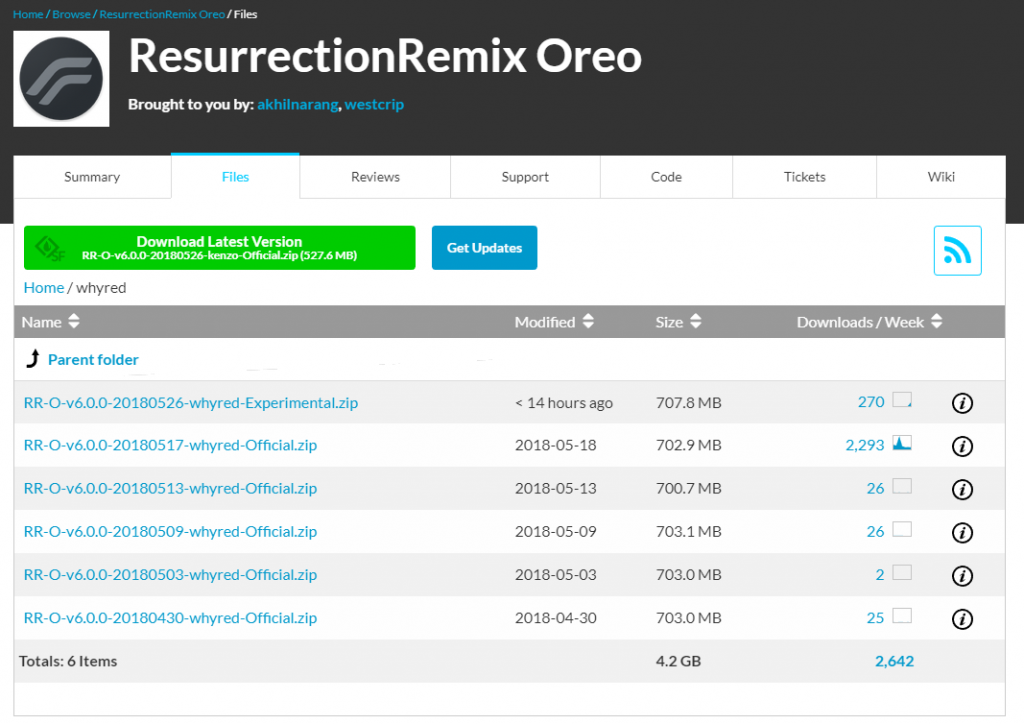 Home / Browse / ResurrectionRemix Oreo / Files
ResurrectionRemix Oreo
Brought to you by: akhilnarang, westcrip
Summary Files Reviews Support Code Tickets Wiki
Download Latest Version
RR-O-v6.0.0-20180526-kenzo-Official.zip (527.6 MB)
Get Updates
Home / whyred
Name Modified Size Downloads / Week
Parent folder
RR-O-v6.0.0-20180526-whyred-Experimental.zip < 14 hours ago 707.8 MB 270
RR-O-v6.0.0-20180517-whyred-Official.zip 2018-05-18 702.9 MB 2,293
RR-O-v6.0.0-20180513-whyred-Official.zip 2018-05-13 700.7 MB 26
RR-O-v6.0.0-20180509-whyred-Official.zip 2018-05-09 703.1 MB 26
RR-O-v6.0.0-20180503-whyred-Official.zip 2018-05-03 703.0 MB 2
RR-O-v6.0.0-20180430-whyred-Official.zip 2018-04-30 703.0 MB 25
Totals: 6 Items 4.2 GB 2,642